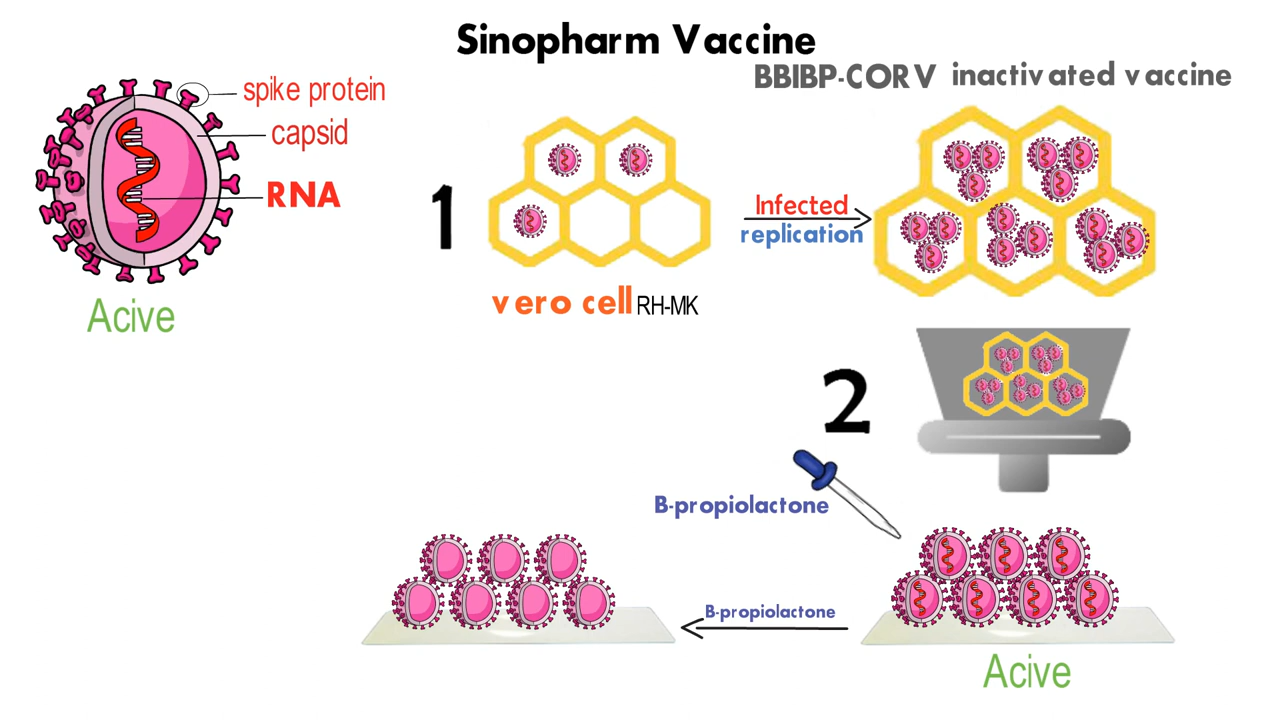 Sinopharm Vaccine
BBIBP-CORV inactivated vaccine
spike protein
capsid
RNA
Acive
1
vero cell RH-MK
Infected
replication
2
B-propiolactone
B-propiolactone
Acive